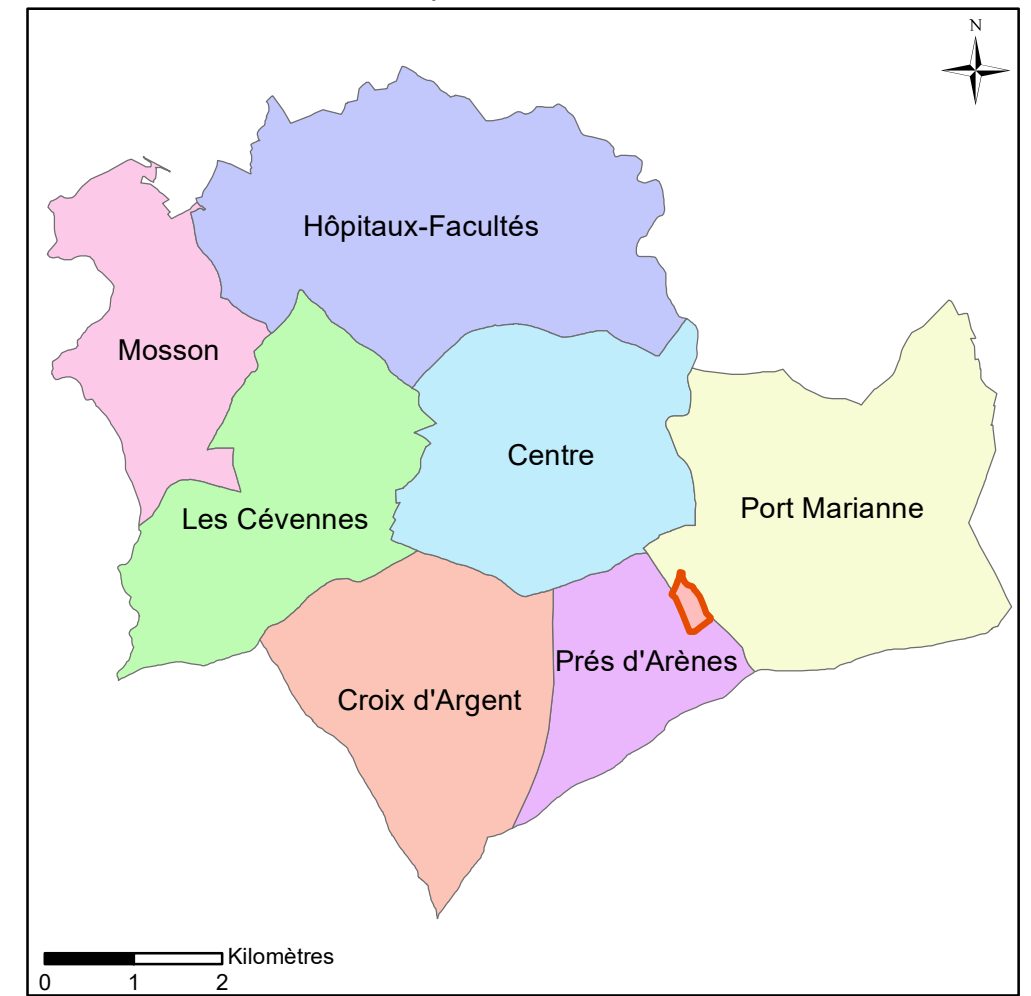 N
Hôpitaux-Facultés
Mosson
Centre
Port Marianne
Les Cévennes
Prés d'Arènes
Croix d'Argent
Kilomètres
0 1 2